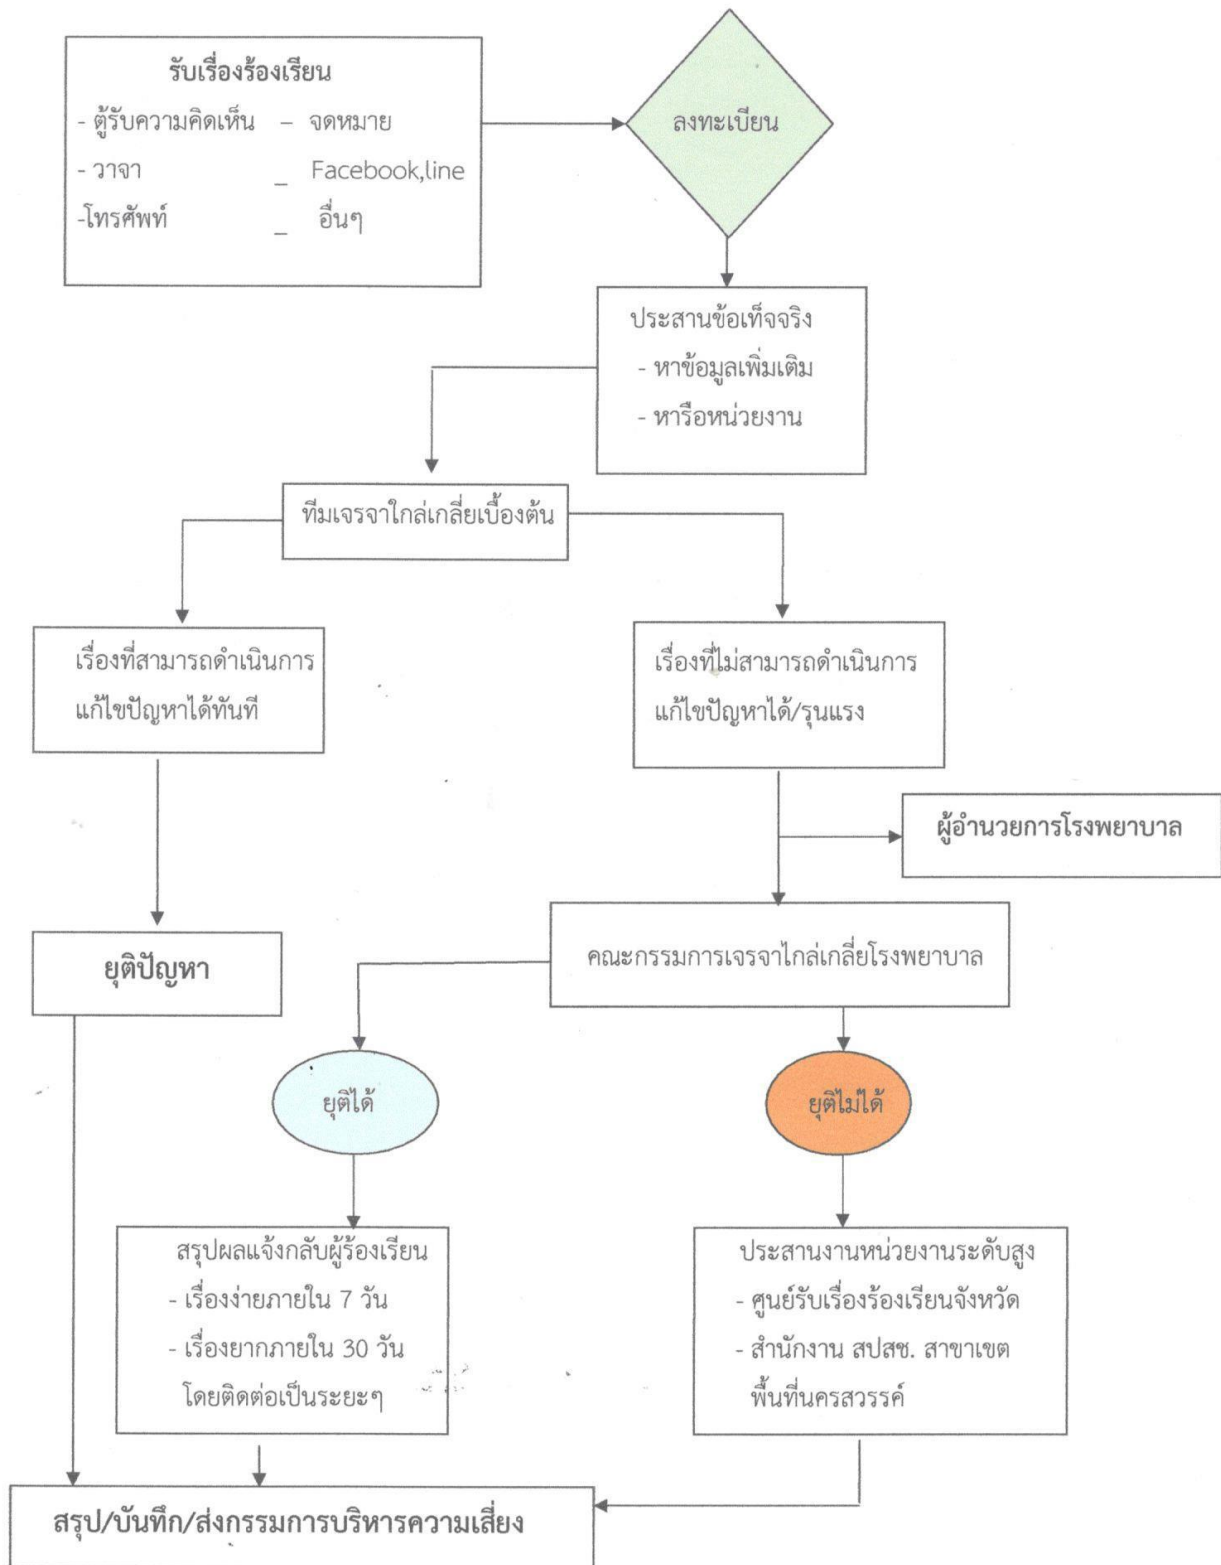 รับเรื่องร้องเรียน
- ตู้รับความคิดเห็น – จดหมาย
- วาจา _ Facebook,line
-โทรศัพท์ _ อื่นๆ
ลงทะเบียน
ประสานข้อเท็จจริง
- หาข้อมูลเพิ่มเติม
- หารือหน่วยงาน
ทีมเจรจาใกล่เกลี่ยเบื้องต้น
เรื่องที่สามารถดำเนินการ
แก้ไขปัญหาได้ทันที
เรื่องที่ไม่สามารถดำเนินการ
แก้ไขปัญหาได้/รุนแรง
ผู้อำนวยการโรงพยาบาล
ยุติปัญหา
คณะกรรมการเจรจาไกล่เกลี่ยโรงพยาบาล
ยุติได้
ยุติไม่ได้
สรุปผลแจ้งกลับผู้ร้องเรียน
- เรื่องง่ายภายใน 7 วัน
- เรื่องยากภายใน 30 วัน
โดยติดต่อเป็นระยะๆ
ประสานงานหน่วยงานระดับสูง
- ศูนย์รับเรื่องร้องเรียนจังหวัด
- สำนักงาน สปสช. สาขาเขต
พื้นที่นครสวรรค์
สรุป/บันทึก/ส่งกรรมการบริหารความเสี่ยง